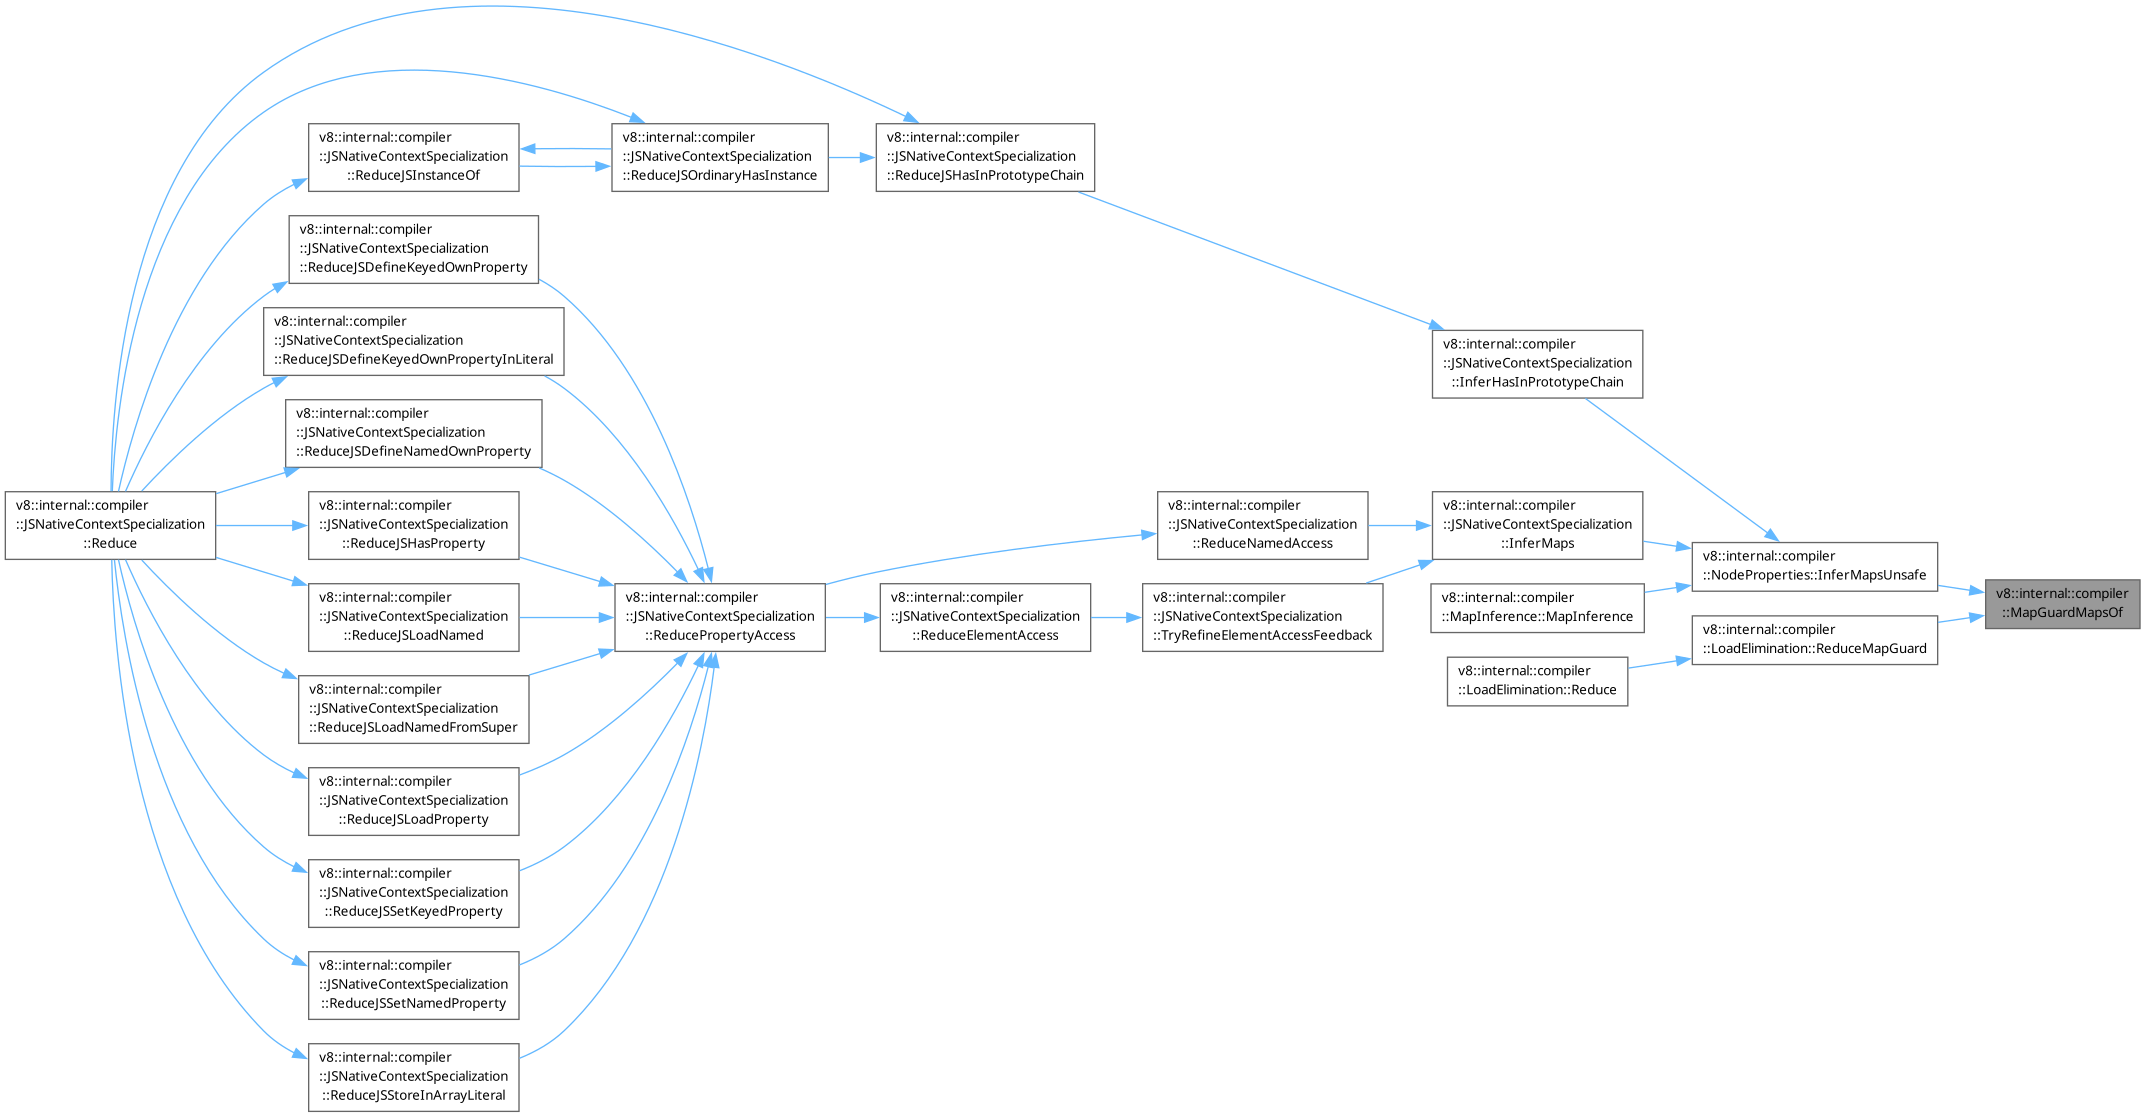 v8::internal::compiler
::JSNativeContextSpecialization
::Reduce
v8::internal::compiler
::JSNativeContextSpecialization
::ReduceJSInstanceOf
v8::internal::compiler
::JSNativeContextSpecialization
::ReduceJSDefineKeyedOwnProperty
v8::internal::compiler
::JSNativeContextSpecialization
::ReduceJSDefineKeyedOwnPropertyInLiteral
v8::internal::compiler
::JSNativeContextSpecialization
::ReduceJSDefineNamedOwnProperty
v8::internal::compiler
::JSNativeContextSpecialization
::ReduceJSHasProperty
v8::internal::compiler
::JSNativeContextSpecialization
::ReduceJSLoadNamed
v8::internal::compiler
::JSNativeContextSpecialization
::ReduceJSLoadNamedFromSuper
v8::internal::compiler
::JSNativeContextSpecialization
::ReduceJSLoadProperty
v8::internal::compiler
::JSNativeContextSpecialization
::ReduceJSSetKeyedProperty
v8::internal::compiler
::JSNativeContextSpecialization
::ReduceJSSetNamedProperty
v8::internal::compiler
::JSNativeContextSpecialization
::ReduceJSStoreInArrayLiteral
v8::internal::compiler
::JSNativeContextSpecialization
::ReduceJSOrdinaryHasInstance
v8::internal::compiler
::JSNativeContextSpecialization
::ReducePropertyAccess
v8::internal::compiler
::JSNativeContextSpecialization
::ReduceJSHasInPrototypeChain
v8::internal::compiler
::JSNativeContextSpecialization
::ReduceElementAccess
v8::internal::compiler
::JSNativeContextSpecialization
::ReduceNamedAccess
v8::internal::compiler
::JSNativeContextSpecialization
::TryRefineElementAccessFeedback
v8::internal::compiler
::JSNativeContextSpecialization
::InferHasInPrototypeChain
v8::internal::compiler
::JSNativeContextSpecialization
::InferMaps
v8::internal::compiler
::MapInference::MapInference
v8::internal::compiler
::LoadElimination::Reduce
v8::internal::compiler
::NodeProperties::InferMapsUnsafe
v8::internal::compiler
::LoadElimination::ReduceMapGuard
v8::internal::compiler
::MapGuardMapsOf